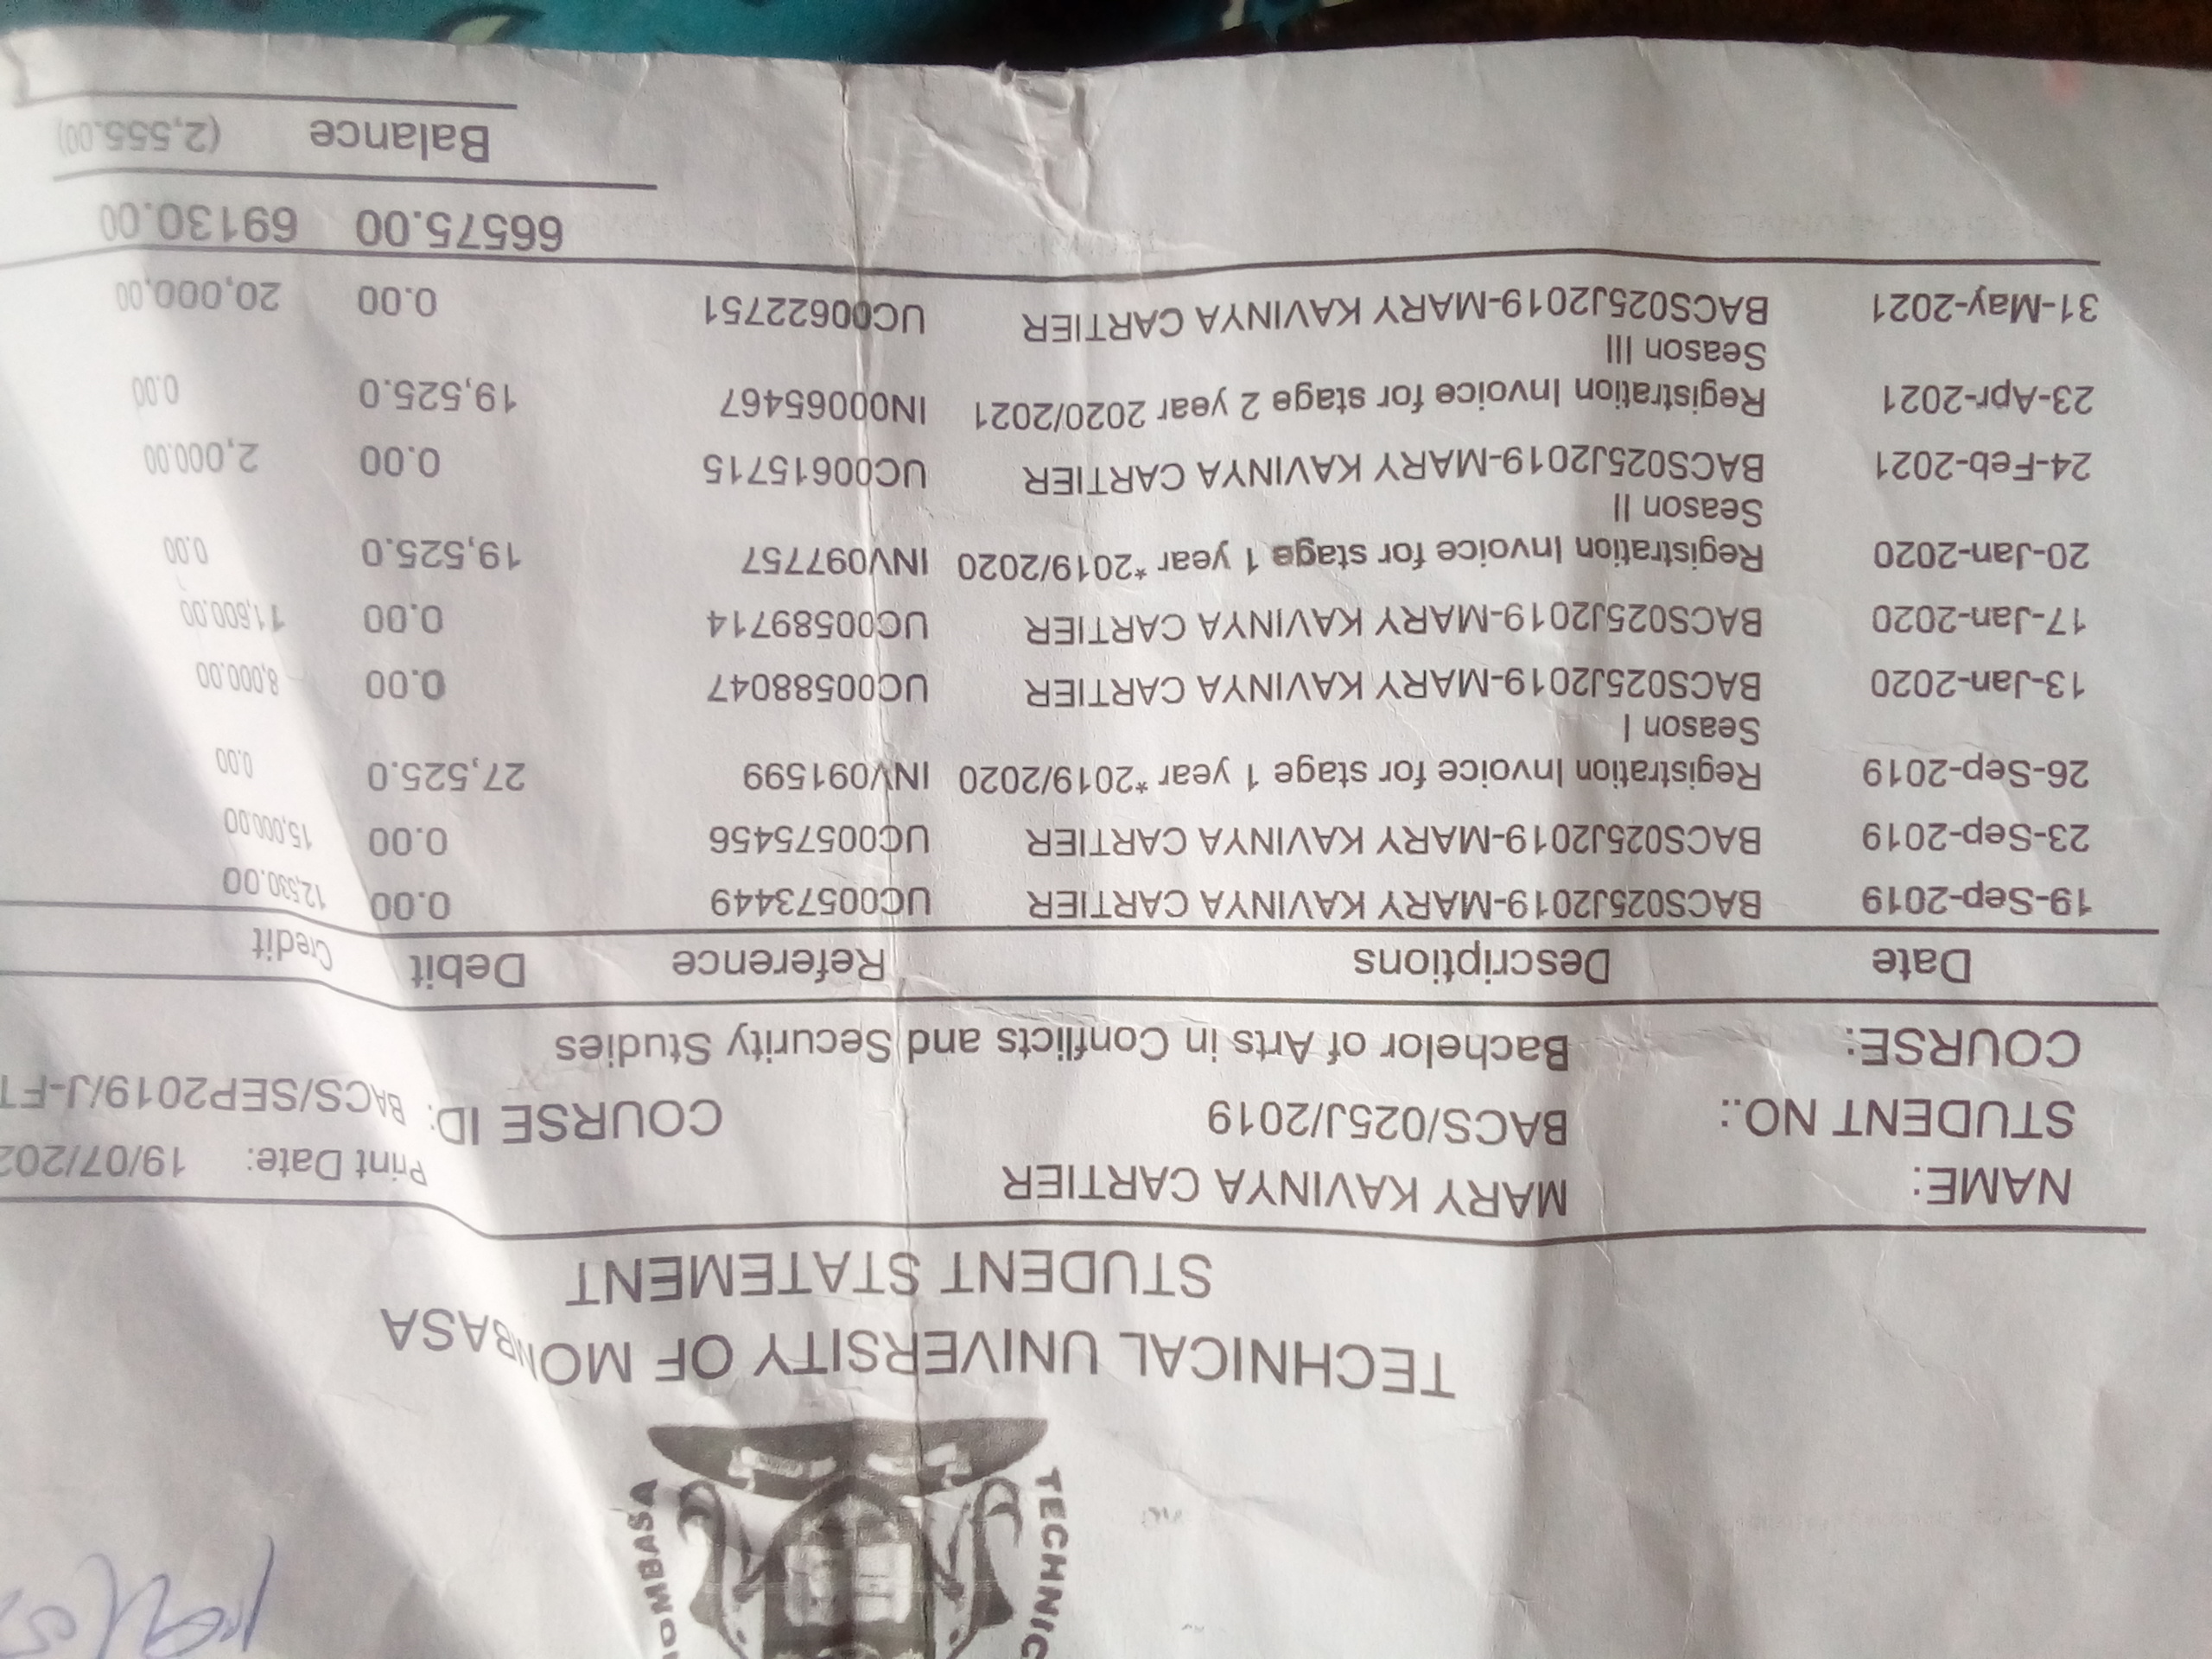 TECHNIC
OMBASA
TECHNICAL UNIVERSITY OF MOMBASA
STUDENT STATEMENT
NAME: MARY KAVINYA CARTIER Print Date: 19/07/202
STUDENT NO.: BACS/025J/2019 COURSE ID: BACS/SEP2019/J-FT
COURSE: Bachelor of Arts in Conflicts and Security Studies
Date Descriptions Reference Debit Credit
19-Sep-2019 BACS025J2019-MARY KAVINYA CARTIER UC00573449 0.00 12,530.00
23-Sep-2019 BACS025J2019-MARY KAVINYA CARTIER UC00575456 0.00 15,000.00
26-Sep-2019 Registration Invoice for stage 1 year *2019/2020 INV091599 27,525.0 0.00
Season I
13-Jan-2020 BACS025J2019-MARY KAVINYA CARTIER UC00588047 0.00 8,000.00
17-Jan-2020 BACS025J2019-MARY KAVINYA CARTIER UC00589714 0.00 11,600.00
20-Jan-2020 Registration Invoice for stage 1 year *2019/2020 INV097757 19,525.0 0.00
Season II
24-Feb-2021 BACS025J2019-MARY KAVINYA CARTIER UC00615715 0.00 2,000.00
23-Apr-2021 Registration Invoice for stage 2 year 2020/2021 IN00065467 19,525.0 0.00
Season III
31-May-2021 BACS025J2019-MARY KAVINYA CARTIER UC00622751 0.00 20,000.00
66575.00 69130.00
Balance (2,555.00)